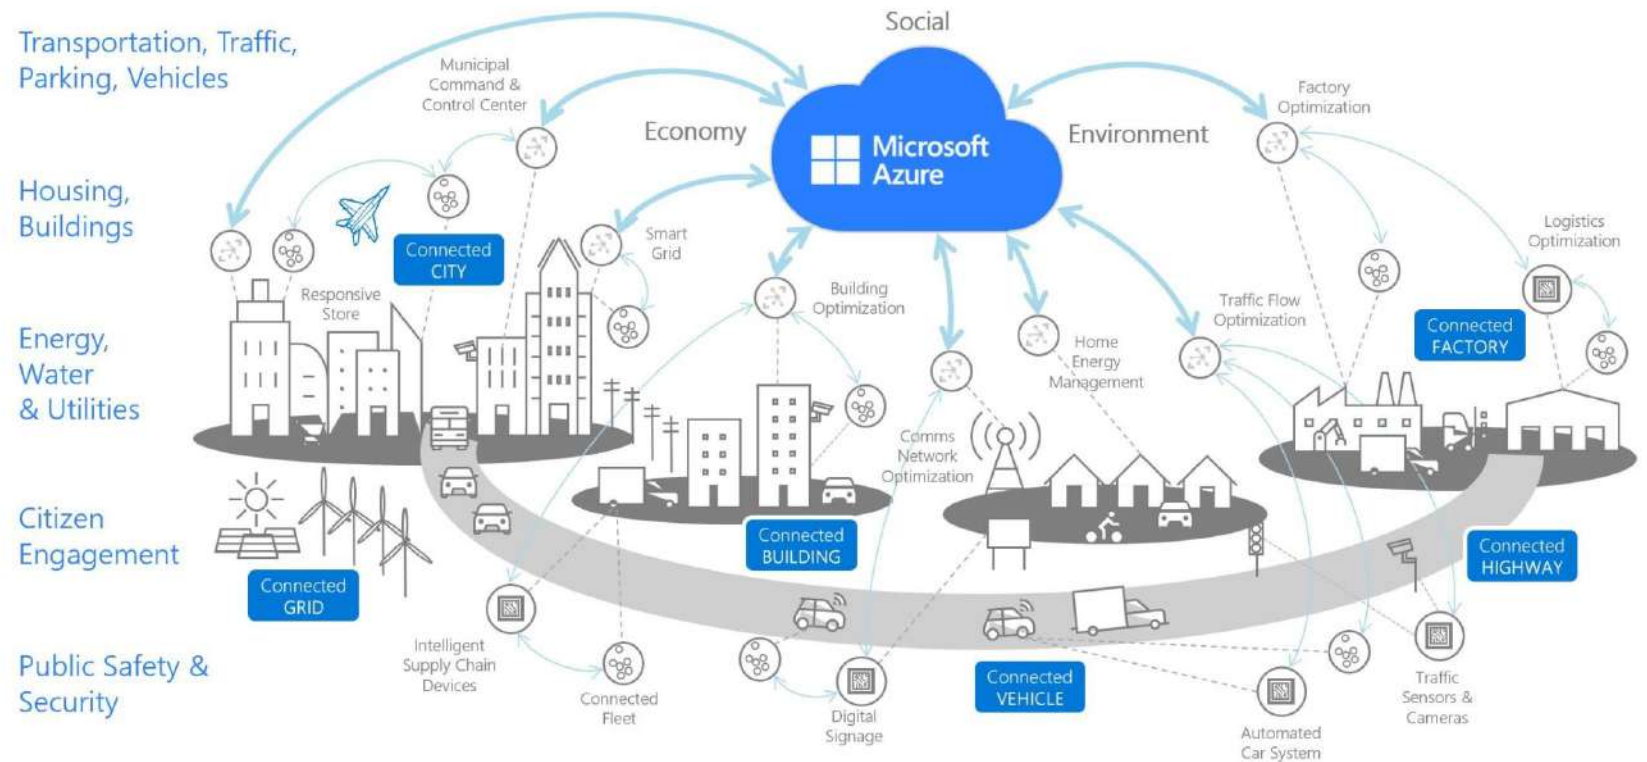 Transportation, Traffic,
Parking, Vehicles
Housing,
Buildings
Energy,
Water
& Utilities
Citizen
Engagement
Public Safety &
Security
Social
Economy
Environment
Microsoft
Azure
Municipal
Command &
Control Center
Connected
CITY
Responsive
Store
Smart
Grid
Building
Optimization
Factory
Optimization
Logistics
Optimization
Traffic Flow
Optimization
Connected
FACTORY
Home
Energy
Management
Comms
Network
Optimization
Connected
GRID
Connected
BUILDING
Connected
HIGHWAY
Intelligent
Supply Chain
Devices
Connected
Fleet
Digital
Signage
Connected
VEHICLE
Automated
Car System
Traffic
Sensors &
Cameras